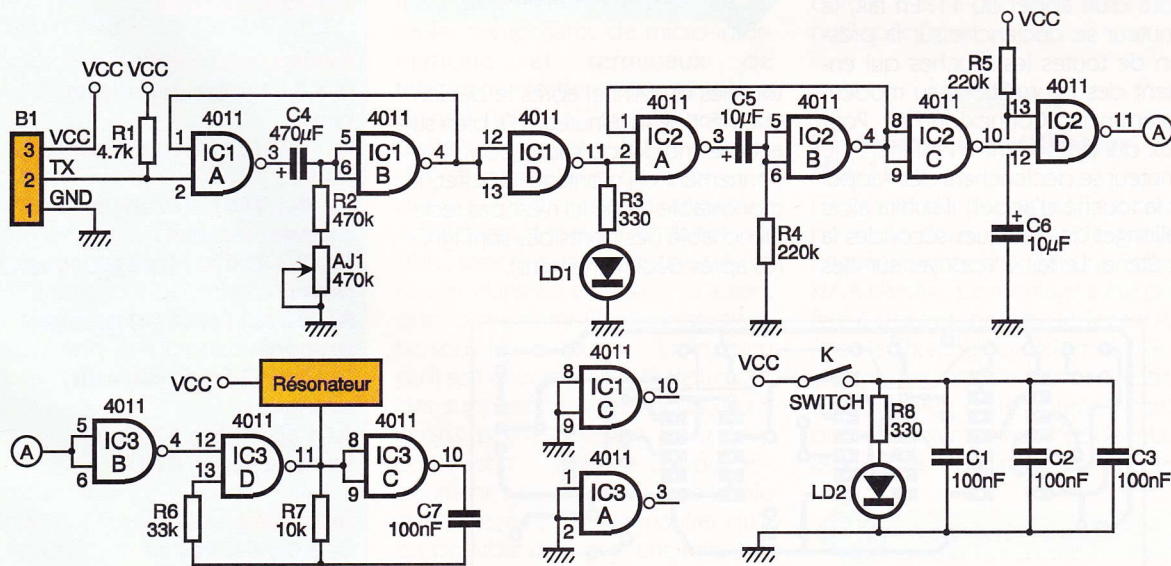 VCC
VCC VCC
B1
3 VCC
2 TX
1 GND
R1
4.7k
1
2
4011
IC1
A
3
C4
470µF
+
R2
470k
AJ1
470k
5
6
4011
IC1
B
4
12
13
4011
IC1
D
11
R3
330
LD1
1
2
4011
IC2
A
3
C5
10µF
+
R4
220k
5
6
4011
IC2
B
4
8
9
4011
IC2
C
10
R5
220k
13
12
4011
IC2
D
11
A
+
C6
10µF
A
5
6
4011
IC3
B
4
VCC
Résonateur
12
13
4011
IC3
D
11
R6
33k
R7
10k
8
9
4011
IC3
C
10
C7
100nF
4011
8
9
IC1
C
10
4011
1
2
IC3
A
3
VCC
K
SWITCH
R8
330
LD2
C1
100nF
C2
100nF
C3
100nF